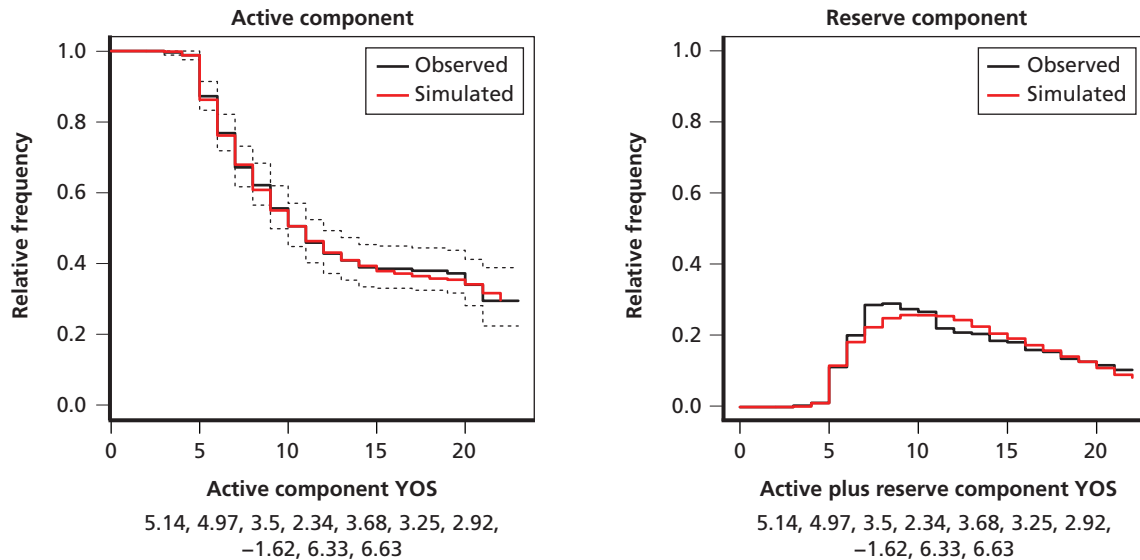 Active component
Relative frequency
1.0
0.8
0.6
0.4
0.2
0.0
Observed
Simulated
0 5 10 15 20
Active component YOS
5.14, 4.97, 3.5, 2.34, 3.68, 3.25, 2.92,
−1.62, 6.33, 6.63
Reserve component
Relative frequency
1.0
0.8
0.6
0.4
0.2
0.0
Observed
Simulated
0 5 10 15 20
Active plus reserve component YOS
5.14, 4.97, 3.5, 2.34, 3.68, 3.25, 2.92,
−1.62, 6.33, 6.63